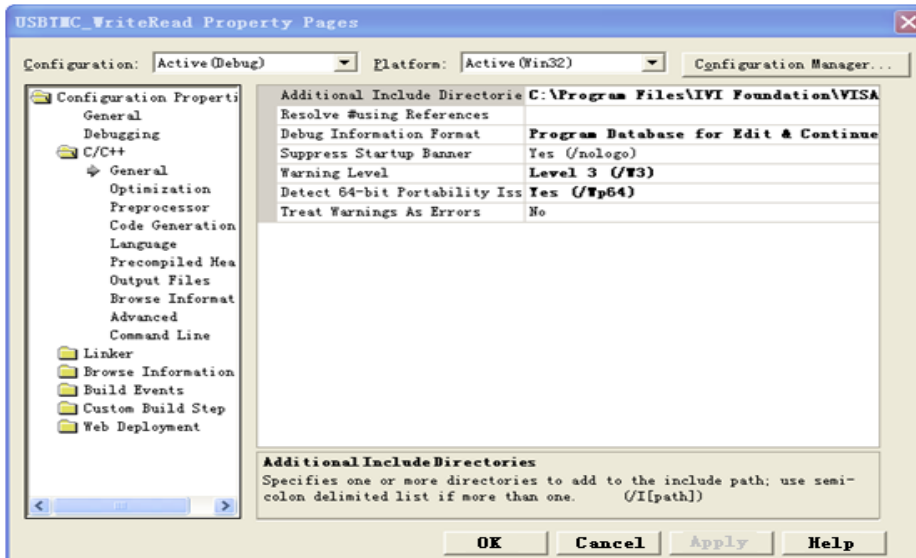 USBTMC_WriteRead Property Pages
Configuration: Active(Debug) Platform: Active(Win32) Configuration Manager...
Configuration Properti
General
Debugging
C/C++
General
Optimization
Preprocessor
Code Generation
Language
Precompiled Hea
Output Files
Browse Informat
Advanced
Command Line
Linker
Browse Information
Build Events
Custom Build Step
Web Deployment
Additional Include Directorie C:\Program Files\IVI Foundation\VISA
Resolve #using References
Debug Information Format Program Database for Edit & Continue
Suppress Startup Banner Yes (/nologo)
Warning Level Level 3 (/W3)
Detect 64-bit Portability Iss Yes (/Wp64)
Treat Warnings As Errors No
Additional Include Directories
Specifies one or more directories to add to the include path; use semi-
colon delimited list if more than one. (/I[path])
OK Cancel Apply Help